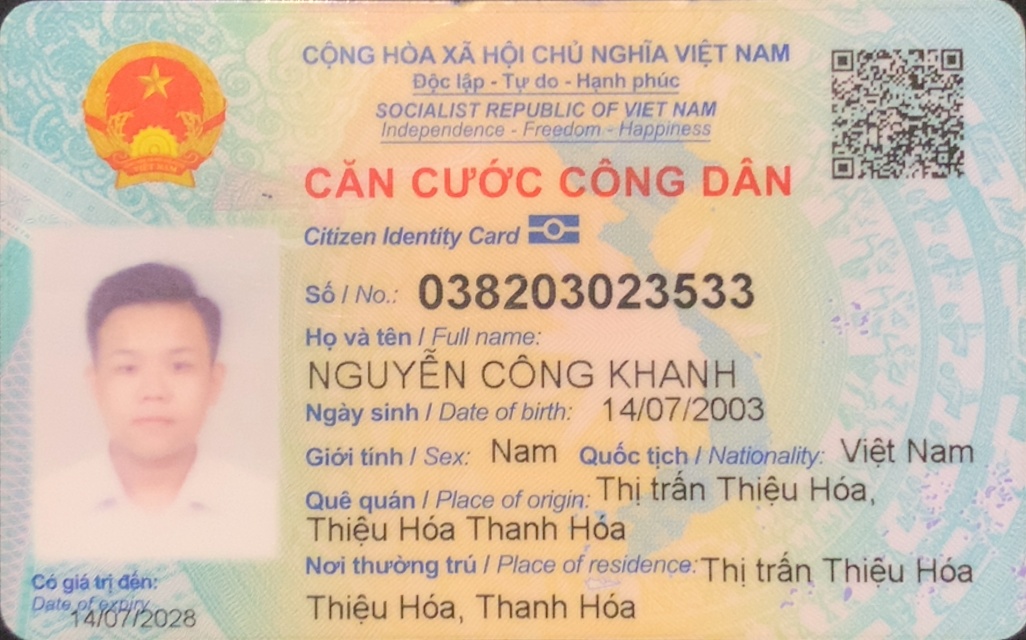 CỘNG HÒA XÃ HỘI CHỦ NGHĨA VIỆT NAM
Độc lập - Tự do - Hạnh phúc
SOCIALIST REPUBLIC OF VIET NAM
Independence - Freedom - Happiness
CĂN CƯỚC CÔNG DÂN
Citizen Identity Card
Số / No.: 038203023533
Họ và tên / Full name:
NGUYỄN CÔNG KHANH
Ngày sinh / Date of birth: 14/07/2003
Giới tính / Sex: Nam Quốc tịch / Nationality: Việt Nam
Quê quán / Place of origin: Thị trấn Thiệu Hóa,
Thiệu Hóa Thanh Hóa
Nơi thường trú / Place of residence: Thị trấn Thiệu Hóa
Thiệu Hóa, Thanh Hóa
Có giá trị đến:
Date of expiry
14/07/2028